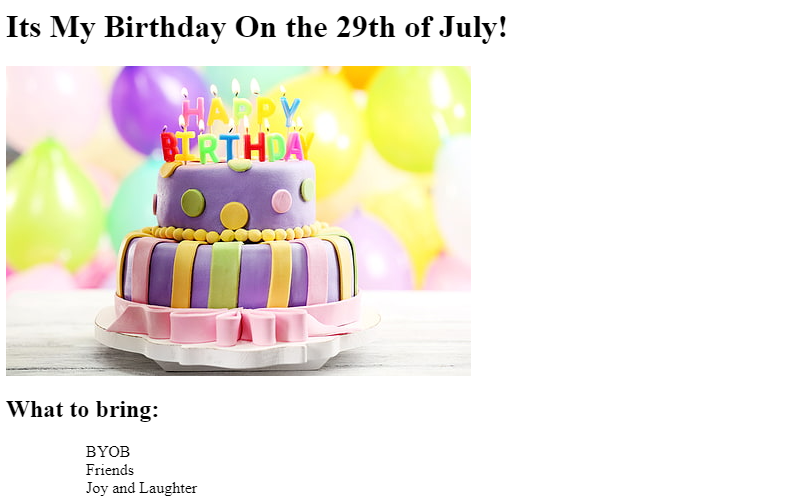 Its My Birthday On the 29th of July!
HAPPY
BIRTHDAY
What to bring:
BYOB
Friends
Joy and Laughter